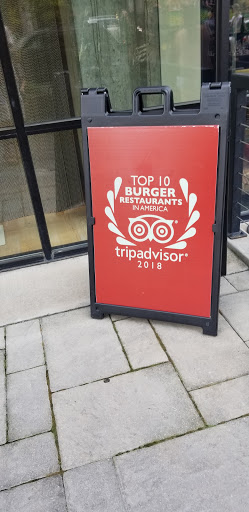 TOP 10
BURGER
RESTAURANTS
IN AMERICA
tripadvisor®
2018